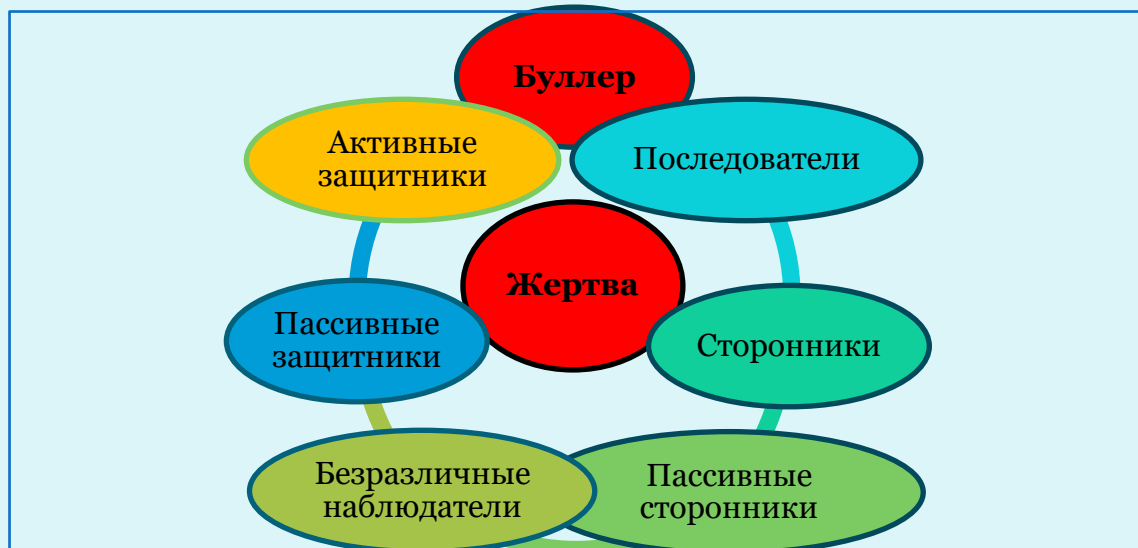 Буллер
Активные
защитники
Последователи
Жертва
Пассивные
защитники
Сторонники
Безразличные
наблюдатели
Пассивные
сторонники